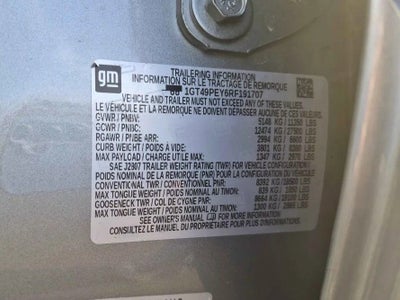 gm
TRAILERING INFORMATION
INFORMATION SUR LE TRACTAGE DE REMORQUE
1GT49PEY6RF191707
VEHICLE AND TRAILER MUST NOT EXCEED ANY OF THESE VALUES/
LE VÉHICULE ET LA REMORQUE NE DOIVENT DÉPASSER AUCUNE DE CES VALEURS
GVWR / PNBV: 5148 KG / 11350 LBS
GCWR / PNBC: 12474 KG / 27500 LBS
RGAWR / PNBE ARR: 2994 KG / 6600 LBS
CURB WEIGHT / POIDS À VIDE: 3801 KG / 8380 LBS
MAX PAYLOAD / CHARGE MAX: 1347 KG / 2970 LBS
SAE J2807 TRAILER WEIGHT RATING (TWR) FOR VEHICLE CONFIGURATION/
POIDS NOMINAL DE LA REMORQUE (PNR) POUR LA CONFIGURATION DU VÉHICULE
CONVENTIONAL TWR / CONVENTIONNEL PNR: 8392 KG / 18500 LBS
MAX TONGUE WEIGHT / POIDS NOMINAL AU TIMON: 839 KG / 1850 LBS
GOOSENECK TWR / COL DE CYGNE PNR: 8664 KG / 19100 LBS
MAX TONGUE WEIGHT / POIDS NOMINAL AU TIMON: 1300 KG / 2866 LBS
SEE OWNER'S MANUAL FOR ADDITIONAL INFORMATION/
CONSULTEZ LE MANUEL DU PROPRIÉTAIRE POUR PLUS D'INFORMATION